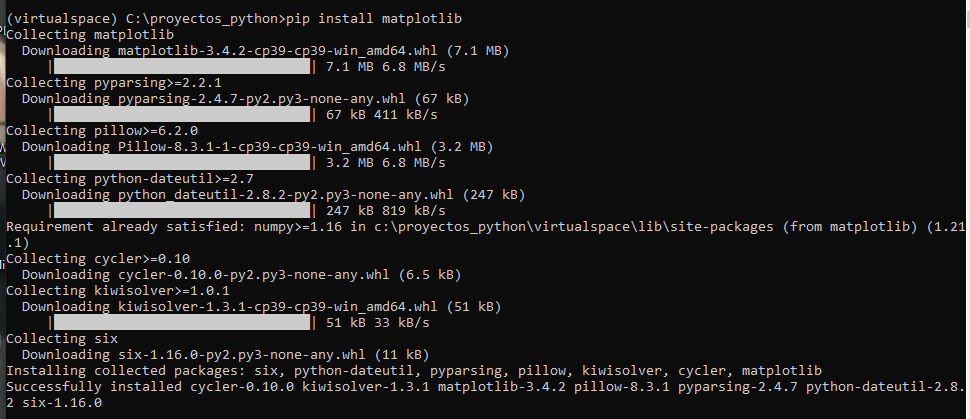 (virtualspace) C:\proyectos_python>pip install matplotlib
Collecting matplotlib
  Downloading matplotlib-3.4.2-cp39-cp39-win_amd64.whl (7.1 MB)
     |████████████████████████████████| 7.1 MB 6.8 MB/s
Collecting pyparsing>=2.2.1
  Downloading pyparsing-2.4.7-py2.py3-none-any.whl (67 kB)
     |████████████████████████████████| 67 kB 411 kB/s
Collecting pillow>=6.2.0
  Downloading Pillow-8.3.1-1-cp39-cp39-win_amd64.whl (3.2 MB)
     |████████████████████████████████| 3.2 MB 6.8 MB/s
Collecting python-dateutil>=2.7
  Downloading python_dateutil-2.8.2-py2.py3-none-any.whl (247 kB)
     |████████████████████████████████| 247 kB 819 kB/s
Requirement already satisfied: numpy>=1.16 in c:\proyectos_python\virtualspace\lib\site-packages (from matplotlib) (1.21
.1)
Collecting cycler>=0.10
  Downloading cycler-0.10.0-py2.py3-none-any.whl (6.5 kB)
Collecting kiwisolver>=1.0.1
  Downloading kiwisolver-1.3.1-cp39-cp39-win_amd64.whl (51 kB)
     |████████████████████████████████| 51 kB 33 kB/s
Collecting six
  Downloading six-1.16.0-py2.py3-none-any.whl (11 kB)
Installing collected packages: six, python-dateutil, pyparsing, pillow, kiwisolver, cycler, matplotlib
Successfully installed cycler-0.10.0 kiwisolver-1.3.1 matplotlib-3.4.2 pillow-8.3.1 pyparsing-2.4.7 python-dateutil-2.8.
2 six-1.16.0